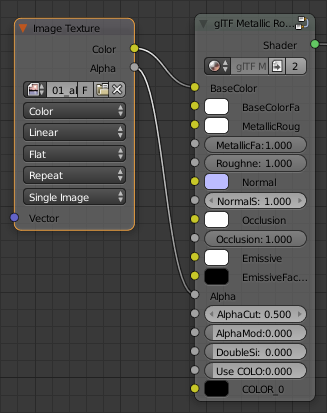 Image Texture
Color
Alpha
01_al F
Color
Linear
Flat
Repeat
Single Image
Vector
glTF Metallic Ro...
Shader
glTF M 2
BaseColor
BaseColorFa
MetallicRoug
MetallicFa: 1.000
Roughne: 1.000
Normal
NormalS: 1.000
Occlusion
Occlusion: 1.000
Emissive
EmissiveFac...
Alpha
AlphaCut: 0.500
AlphaMod:0.000
DoubleSi: 0.000
Use COLO:0.000
COLOR_0